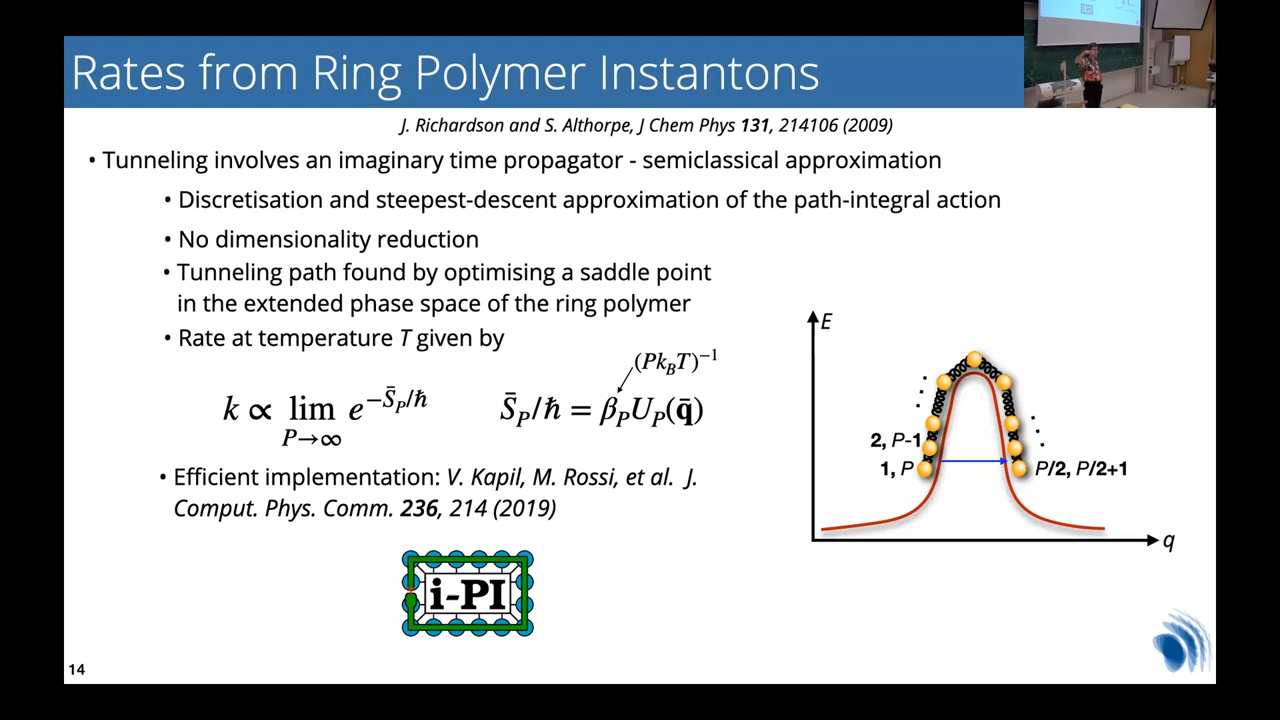 Rates from Ring Polymer Instantons
J. Richardson and S. Althorpe, J Chem Phys 131, 214106 (2009)
• Tunneling involves an imaginary time propagator - semiclassical approximation
• Discretisation and steepest-descent approximation of the path-integral action
• No dimensionality reduction
• Tunneling path found by optimising a saddle point
in the extended phase space of the ring polymer
• Rate at temperature T given by
(Pk_BT)^{−1}
k ∝ lim_{P→∞} e^{−S̄_P/ħ}
S̄_P/ħ = β_P U_P(q̄)
• Efficient implementation: V. Kapil, M. Rossi, et al. J.
Comput. Phys. Comm. 236, 214 (2019)
i-PI
E
2, P-1
1, P
P/2, P/2+1
q
14